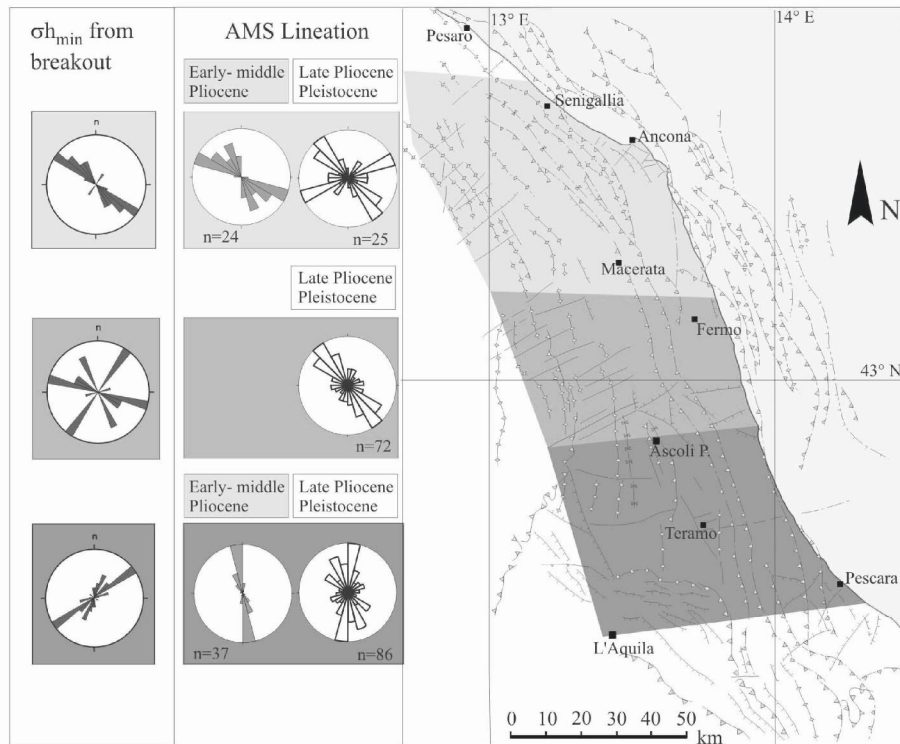 σh_min from
breakout
AMS Lineation
Early- middle
Pliocene
Late Pliocene
Pleistocene
n
n=24
n=25
Late Pliocene
Pleistocene
n
n=72
Early- middle
Pliocene
Late Pliocene
Pleistocene
n
n=37
n=86
13° E
14° E
Pesaro
Senigallia
Ancona
N
Macerata
Fermo
43° N
Ascoli P.
Teramo
Pescara
L'Aquila
0 10 20 30 40 50
km